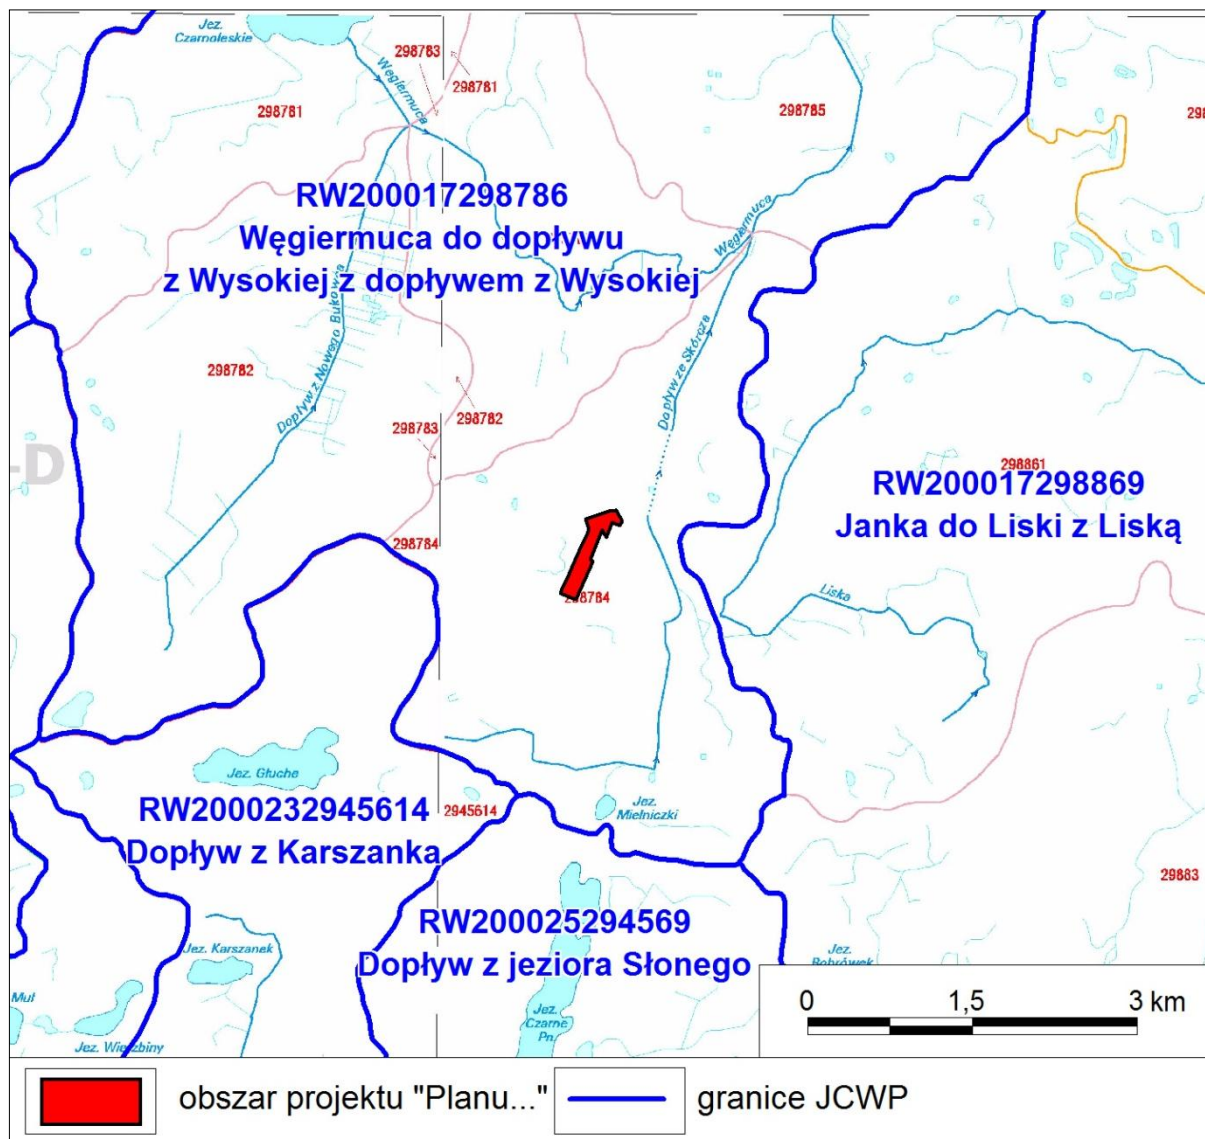 Jez.
Czarnoleskie
298783
298781
298781
298785
Węgiermuca
RW200017298786
Węgiermuca do dopływu
z Wysokiej z dopływem z Wysokiej
Węgiermuca
Dopływ z Nowego Bukowca
Dopływ ze Skórcza
298782
298782
298783
-D
298861
RW200017298869
Janka do Liski z Liską
298784
298784
Liska
Jez. Głuche
RW2000232945614
Dopływ z Karszanka
2945614
Jez.
Mielniczki
29883
RW200025294569
Dopływ z jeziora Słonego
Jez. Karszanek
Jez.
Bobrówek
Muł
Jez. Wierzbiny
Jez.
Czarne
Pn.
0 1,5 3 km
obszar projektu "Planu..."
granice JCWP